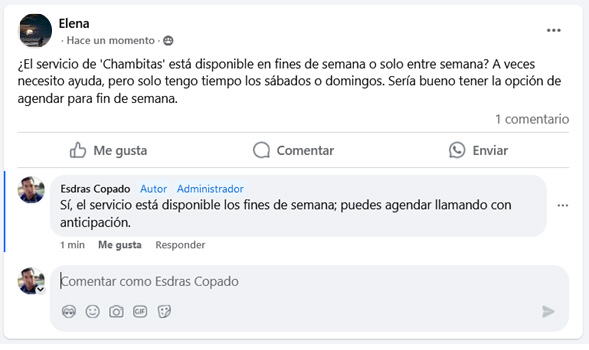 Elena
· Hace un momento ·
¿El servicio de 'Chambitas' está disponible en fines de semana o solo entre semana? A veces
necesito ayuda, pero solo tengo tiempo los sábados o domingos. Sería bueno tener la opción de
agendar para fin de semana.
1 comentario
Me gusta
Comentar
Enviar
Esdras Copado Autor Administrador
Sí, el servicio está disponible los fines de semana; puedes agendar llamando con
anticipación.
1 min Me gusta Responder
Comentar como Esdras Copado
GIF